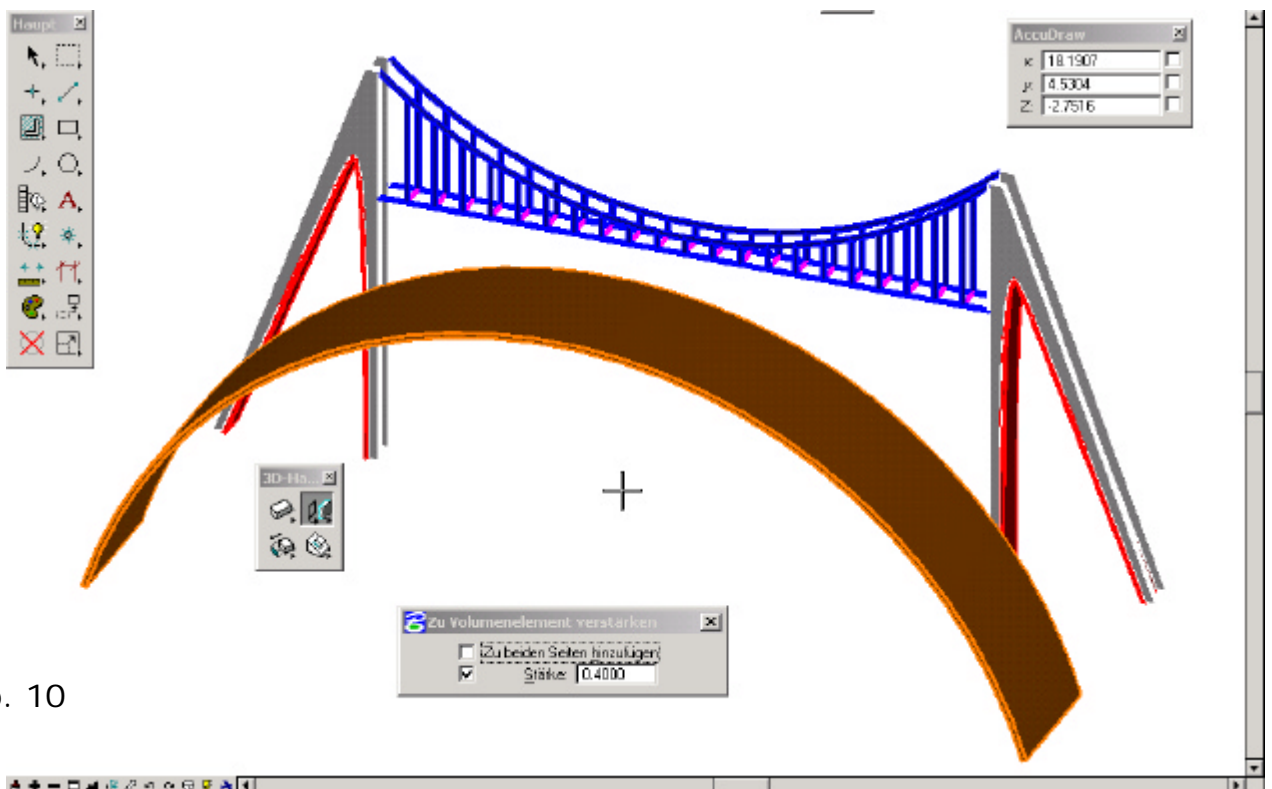 Haupt
AccuDraw
x: 18.1907
y: 4.5304
Z: -2.7516
A
3D-Ha...
Zu Volumenelement verstärken
Zu beiden Seiten hinzufügen
Stärke: 0.4000
. 10